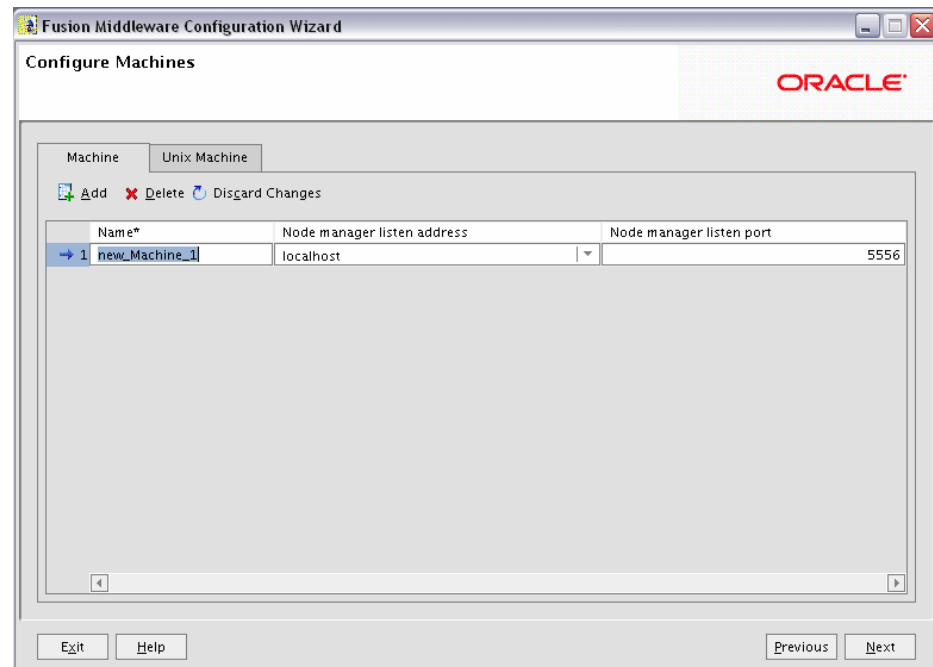 Fusion Middleware Configuration Wizard
Configure Machines
ORACLE
Machine Unix Machine
Add Delete Discard Changes
Name* Node manager listen address Node manager listen port
1 new_Machine_1 localhost 5556
Exit Help Previous Next